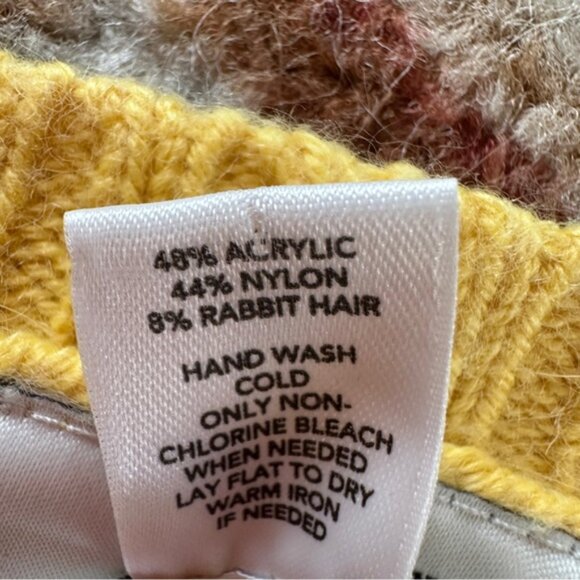 48% ACRYLIC
44% NYLON
8% RABBIT HAIR
HAND WASH
COLD
ONLY NON-
CHLORINE BLEACH
WHEN NEEDED
LAY FLAT TO DRY
WARM IRON
IF NEEDED